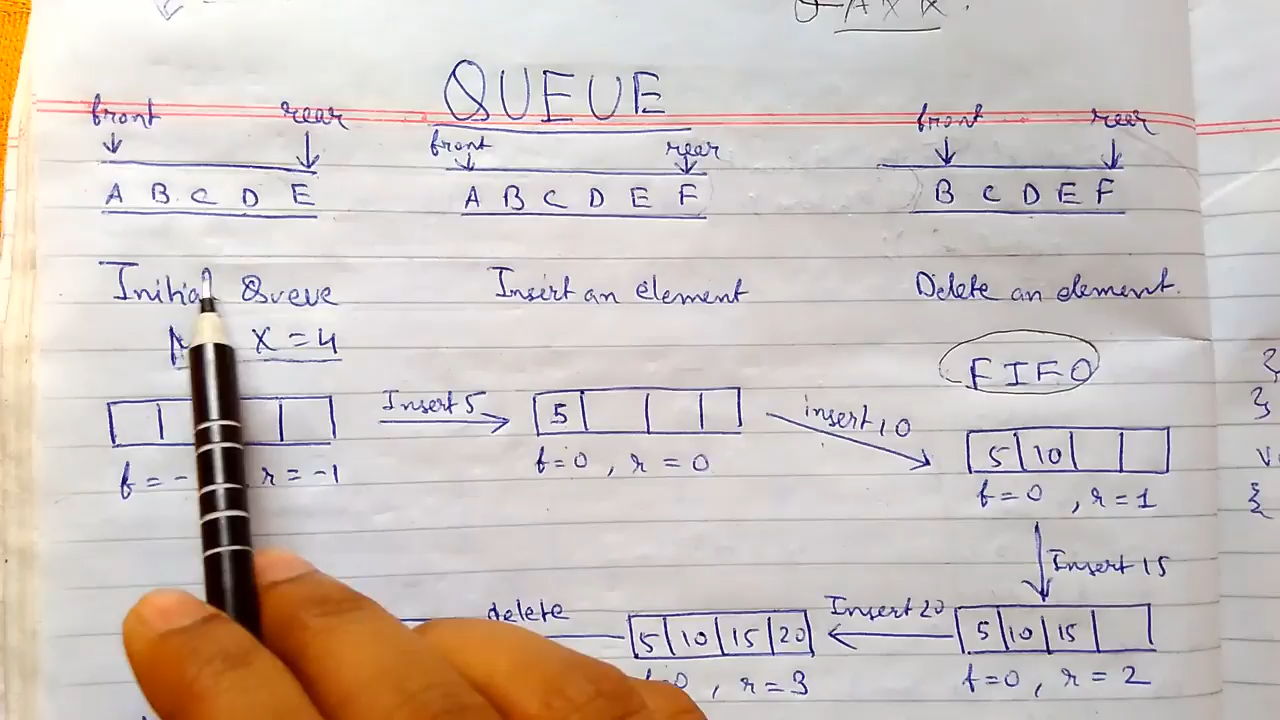 QUEUE
front rear
A B C D E
Initial Queue
X = 4
front rear
A B C D E F
Insert an element
front rear
B C D E F
Delete an element.
FIFO
f = - r = -1
Insert 5
5
f=0 , r = 0
insert 10
5 10
f=0 , r=1
Insert 15
5 10 15
f=0 , r = 2
Insert 20
5 10 15 20
r=3
delete